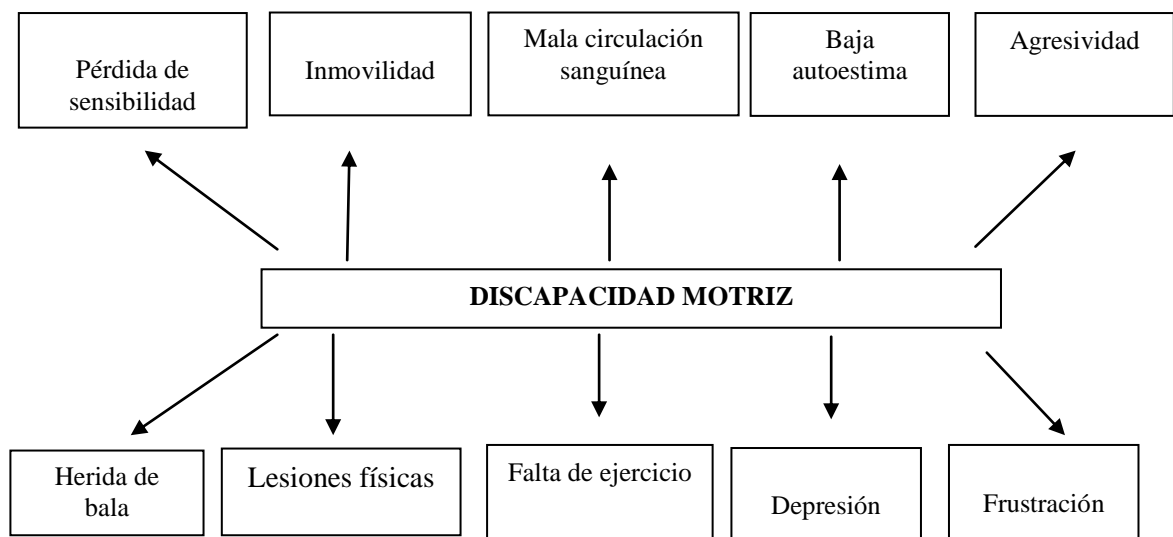 Pérdida de
sensibilidad
Inmovilidad
Mala circulación
sanguínea
Baja
autoestima
Agresividad
DISCAPACIDAD MOTRIZ
Herida de
bala
Lesiones físicas
Falta de ejercicio
Depresión
Frustración